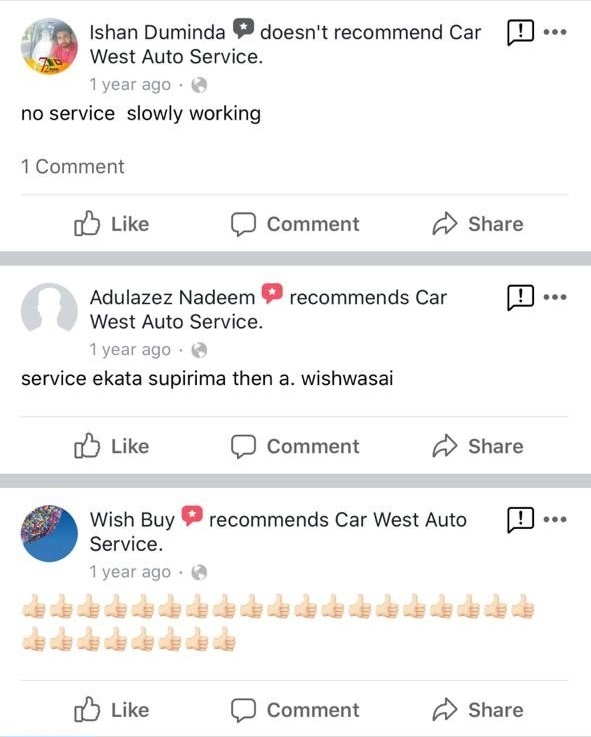 Ishan Duminda doesn't recommend Car
West Auto Service.
1 year ago ·
no service slowly working
1 Comment
Like Comment Share
Adulazez Nadeem recommends Car
West Auto Service.
1 year ago ·
service ekata supirima then a. wishwasai
Like Comment Share
Wish Buy recommends Car West Auto
Service.
1 year ago ·
👍🏻👍🏻👍🏻👍🏻👍🏻👍🏻👍🏻👍🏻👍🏻👍🏻👍🏻👍🏻👍🏻👍🏻👍🏻👍🏻👍🏻👍🏻👍🏻
👍🏻👍🏻👍🏻👍🏻👍🏻👍🏻👍🏻👍🏻
Like Comment Share